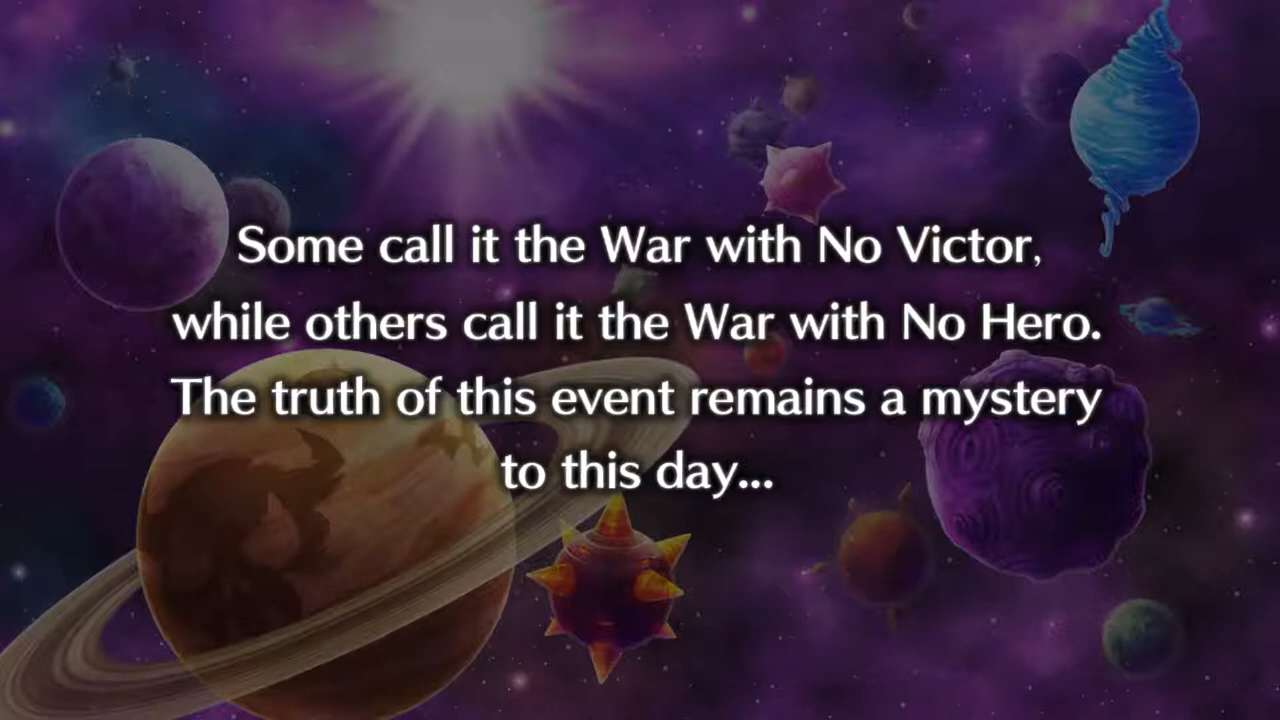 Some call it the War with No Victor,
while others call it the War with No Hero.
The truth of this event remains a mystery
to this day...